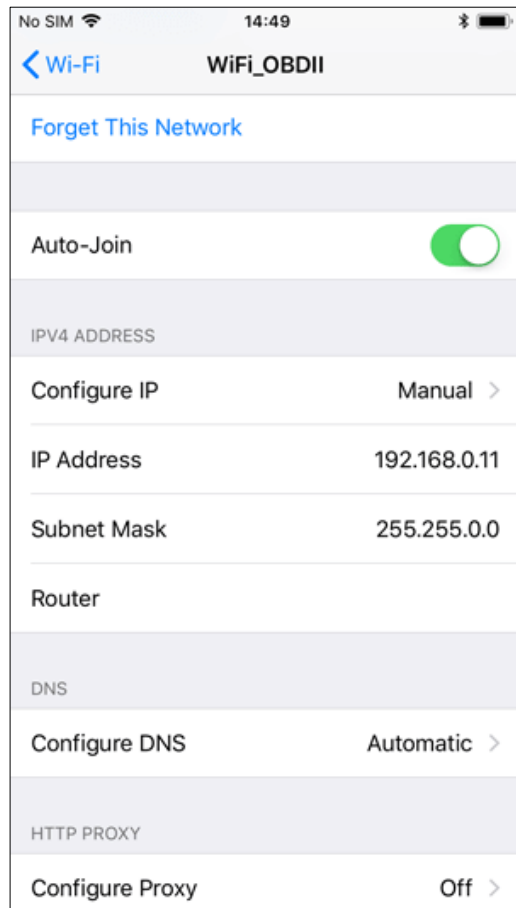 No SIM 14:49
Wi-Fi WiFi_OBDII
Forget This Network
Auto-Join
IPV4 ADDRESS
Configure IP Manual
IP Address 192.168.0.11
Subnet Mask 255.255.0.0
Router
DNS
Configure DNS Automatic
HTTP PROXY
Configure Proxy Off